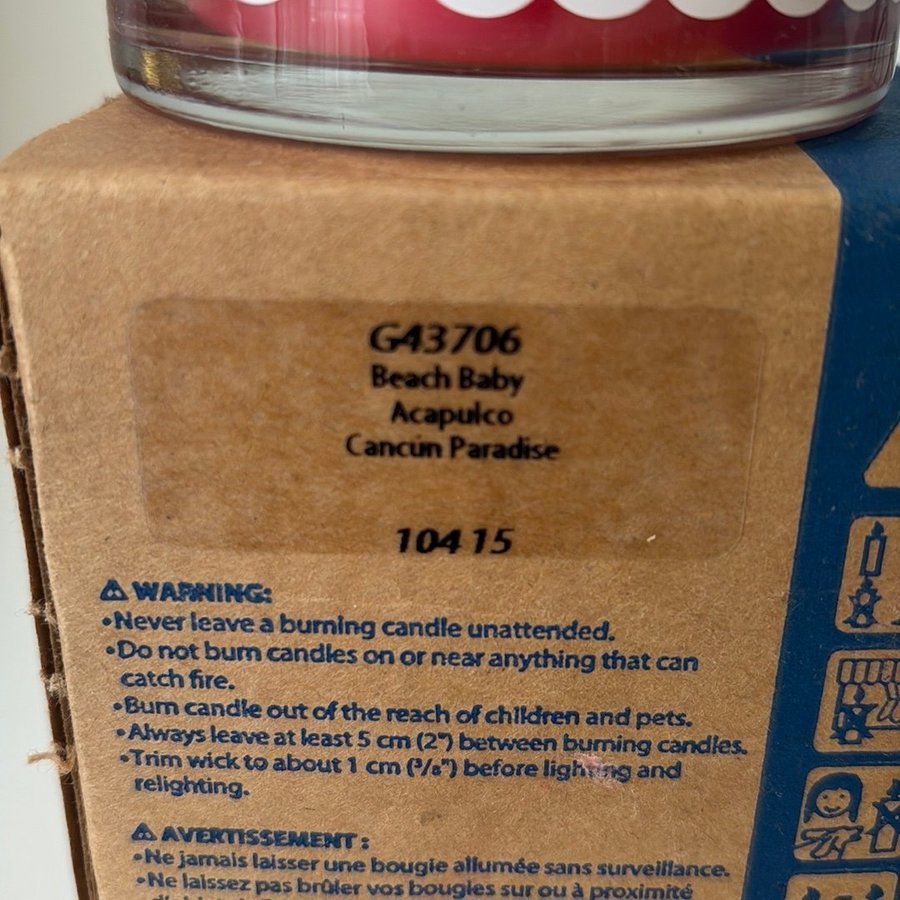 G43706
Beach Baby
Acapulco
Cancún Paradise
104 15
⚠ WARNING:
•Never leave a burning candle unattended.
•Do not burn candles on or near anything that can
catch fire.
•Burn candle out of the reach of children and pets.
•Always leave at least 5 cm (2") between burning candles.
•Trim wick to about 1 cm (³/₈") before lighting and
relighting.
⚠ AVERTISSEMENT :
•Ne jamais laisser une bougie allumée sans surveillance.
•Ne laissez pas brûler vos bougies sur ou à proximité